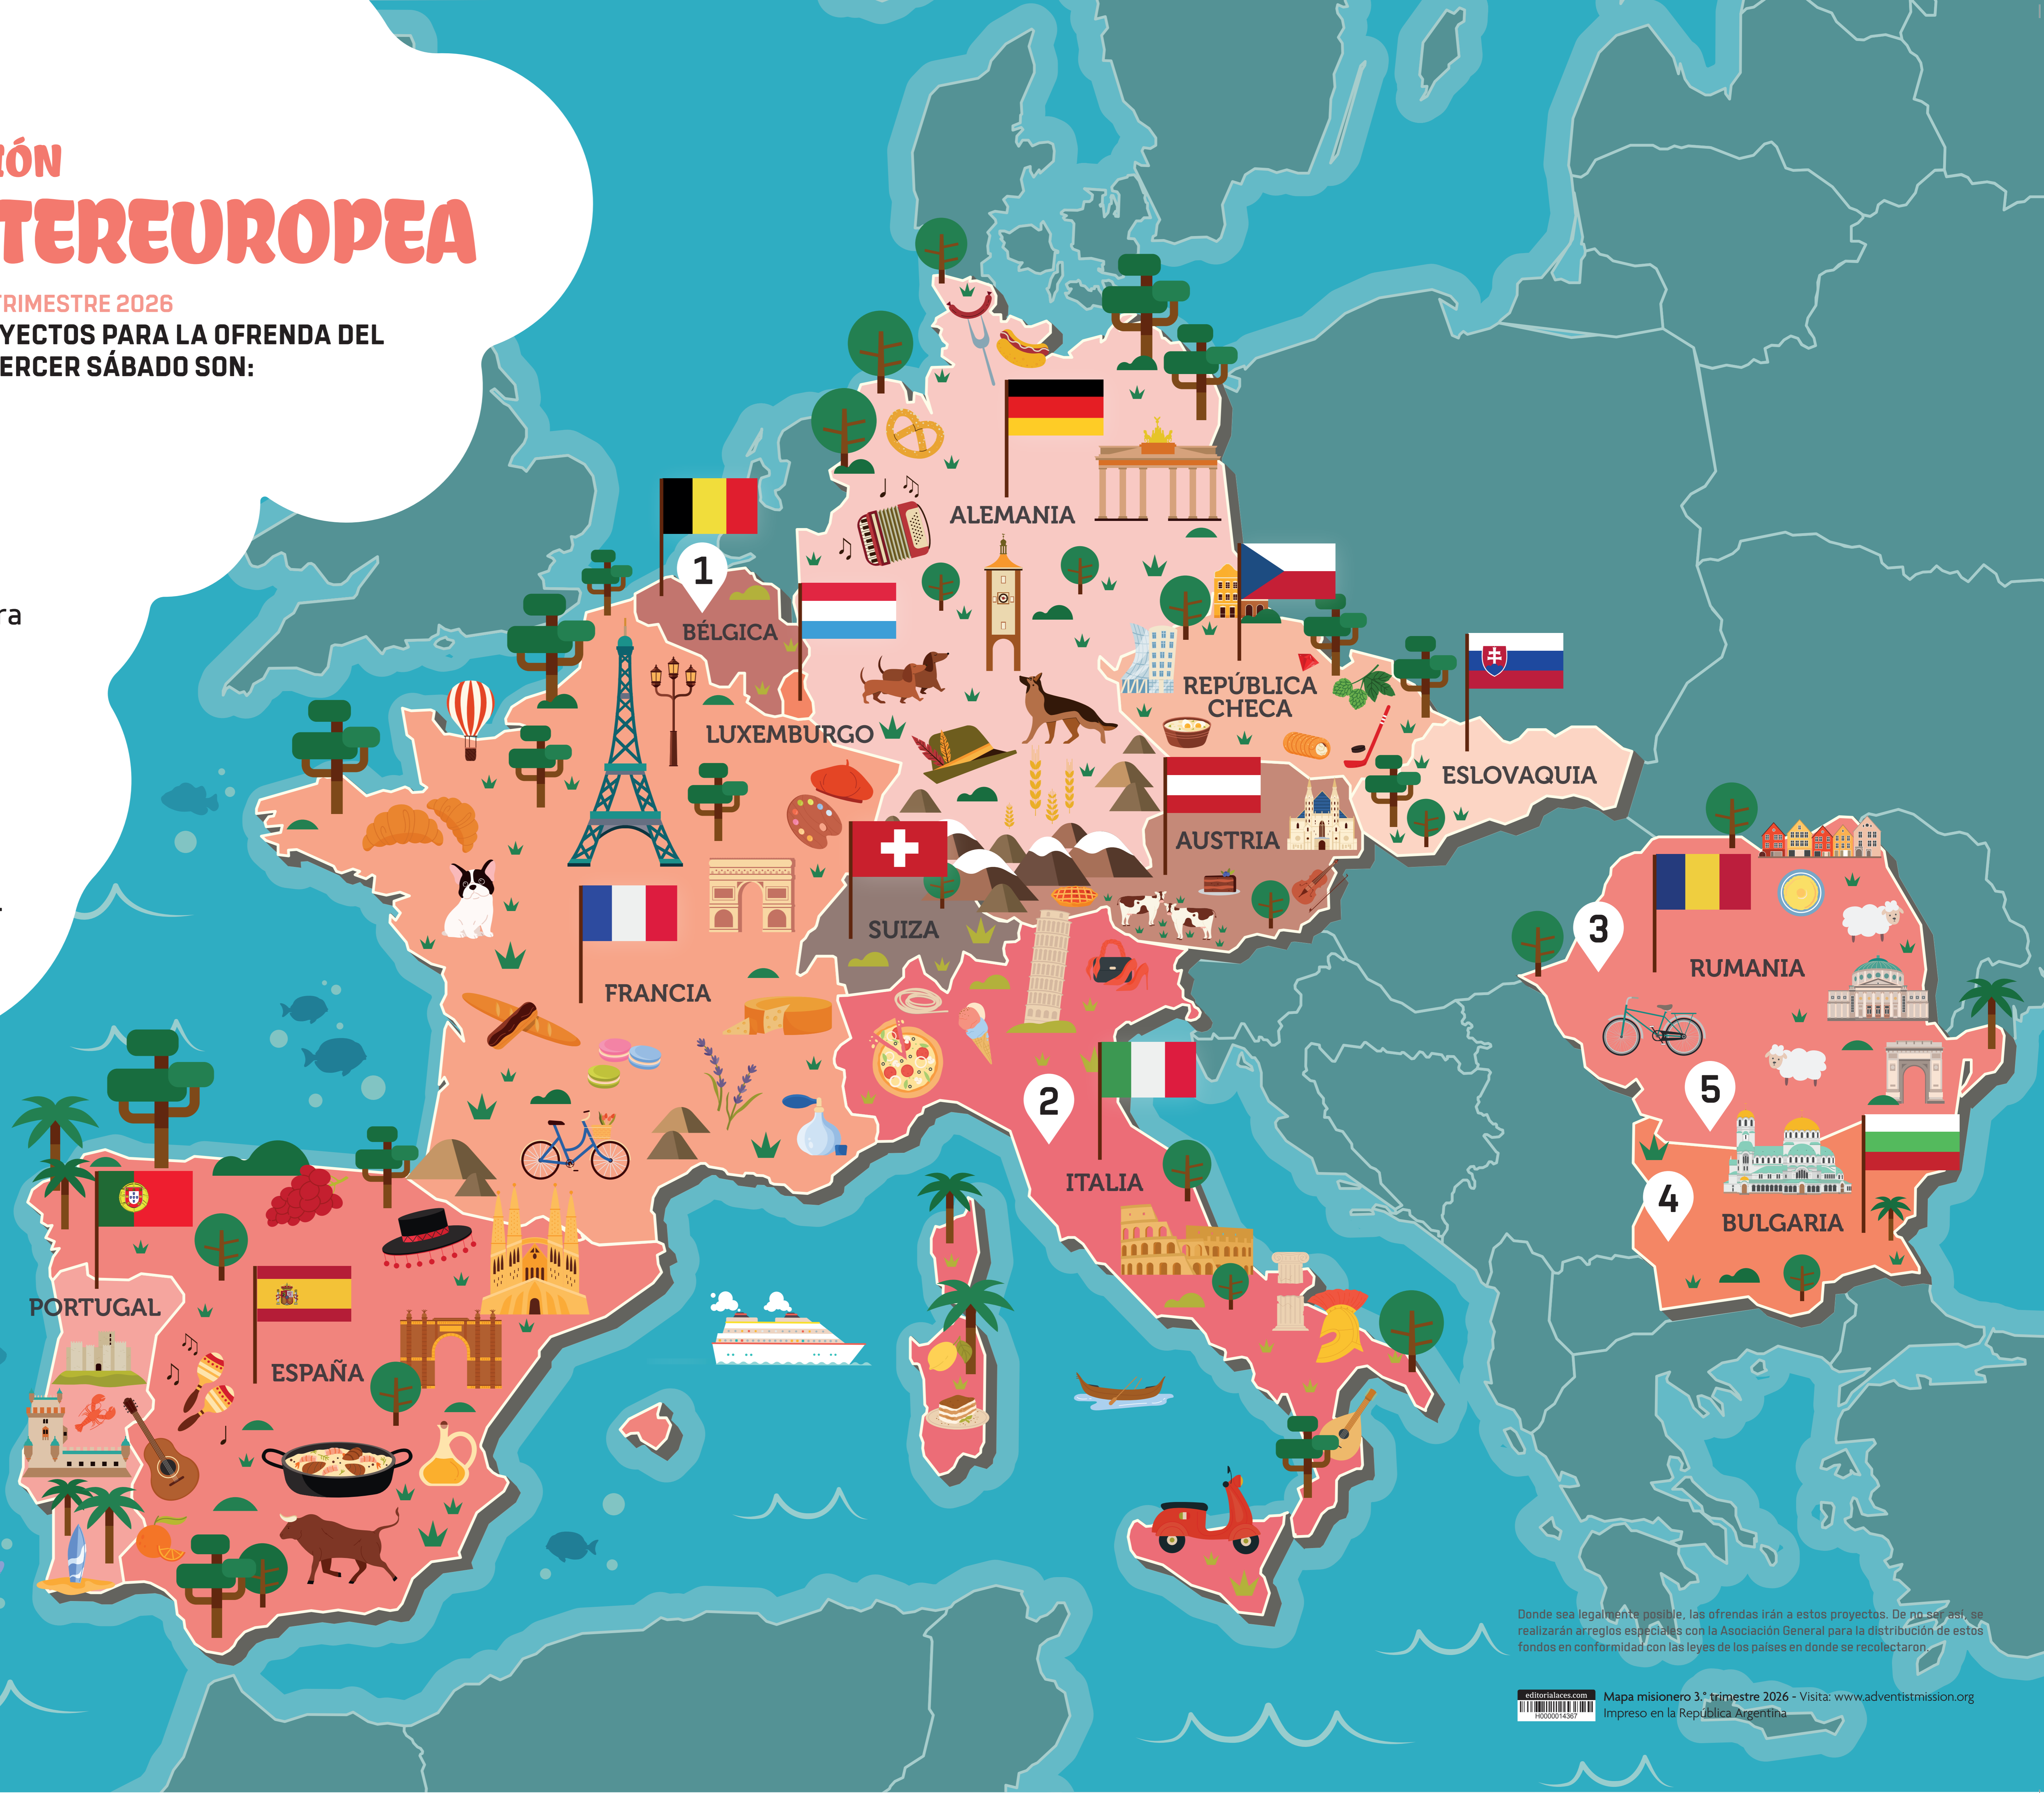 IÓN
TEREUROPEA
TRIMESTRE 2026
YECTOS PARA LA OFRENDA DEL
ERCER SÁBADO SON:
ra
ALEMANIA
1
BÉLGICA
REPÚBLICA
CHECA
LUXEMBURGO
ESLOVAQUIA
AUSTRIA
SUIZA
3
RUMANIA
FRANCIA
5
2
ITALIA
4
BULGARIA
PORTUGAL
ESPAÑA
Donde sea legalmente posible, las ofrendas irán a estos proyectos. De no ser así, se
realizarán arreglos especiales con la Asociación General para la distribución de estos
fondos en conformidad con las leyes de los países en donde se recolectaron.
editorialaces.com
H0000014367
Mapa misionero 3.° trimestre 2026 - Visita: www.adventistmission.org
Impreso en la República Argentina